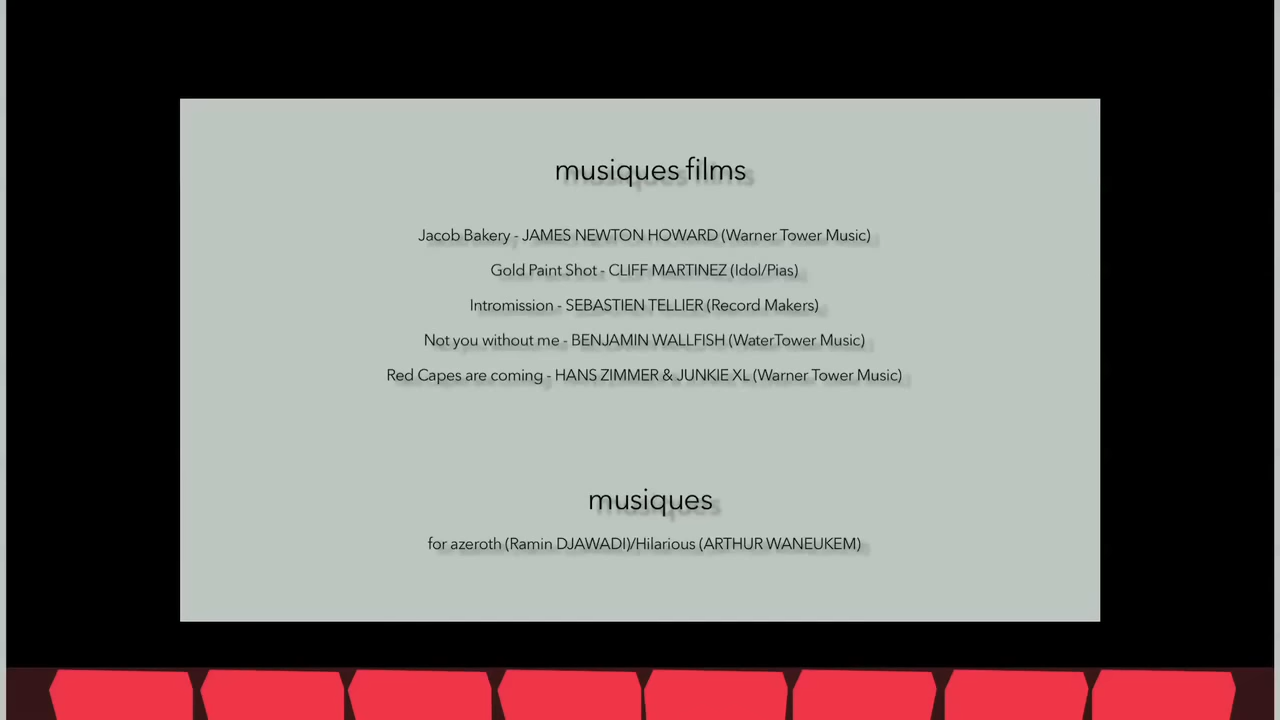 musiques films
Jacob Bakery - JAMES NEWTON HOWARD (Warner Tower Music)
Gold Paint Shot - CLIFF MARTINEZ (Idol/Pias)
Intromission - SEBASTIEN TELLIER (Record Makers)
Not you without me - BENJAMIN WALLFISH (WaterTower Music)
Red Capes are coming - HANS ZIMMER & JUNKIE XL (Warner Tower Music)
musiques
for azeroth (Ramin DJAWADI)/Hilarious (ARTHUR WANEUKEM)